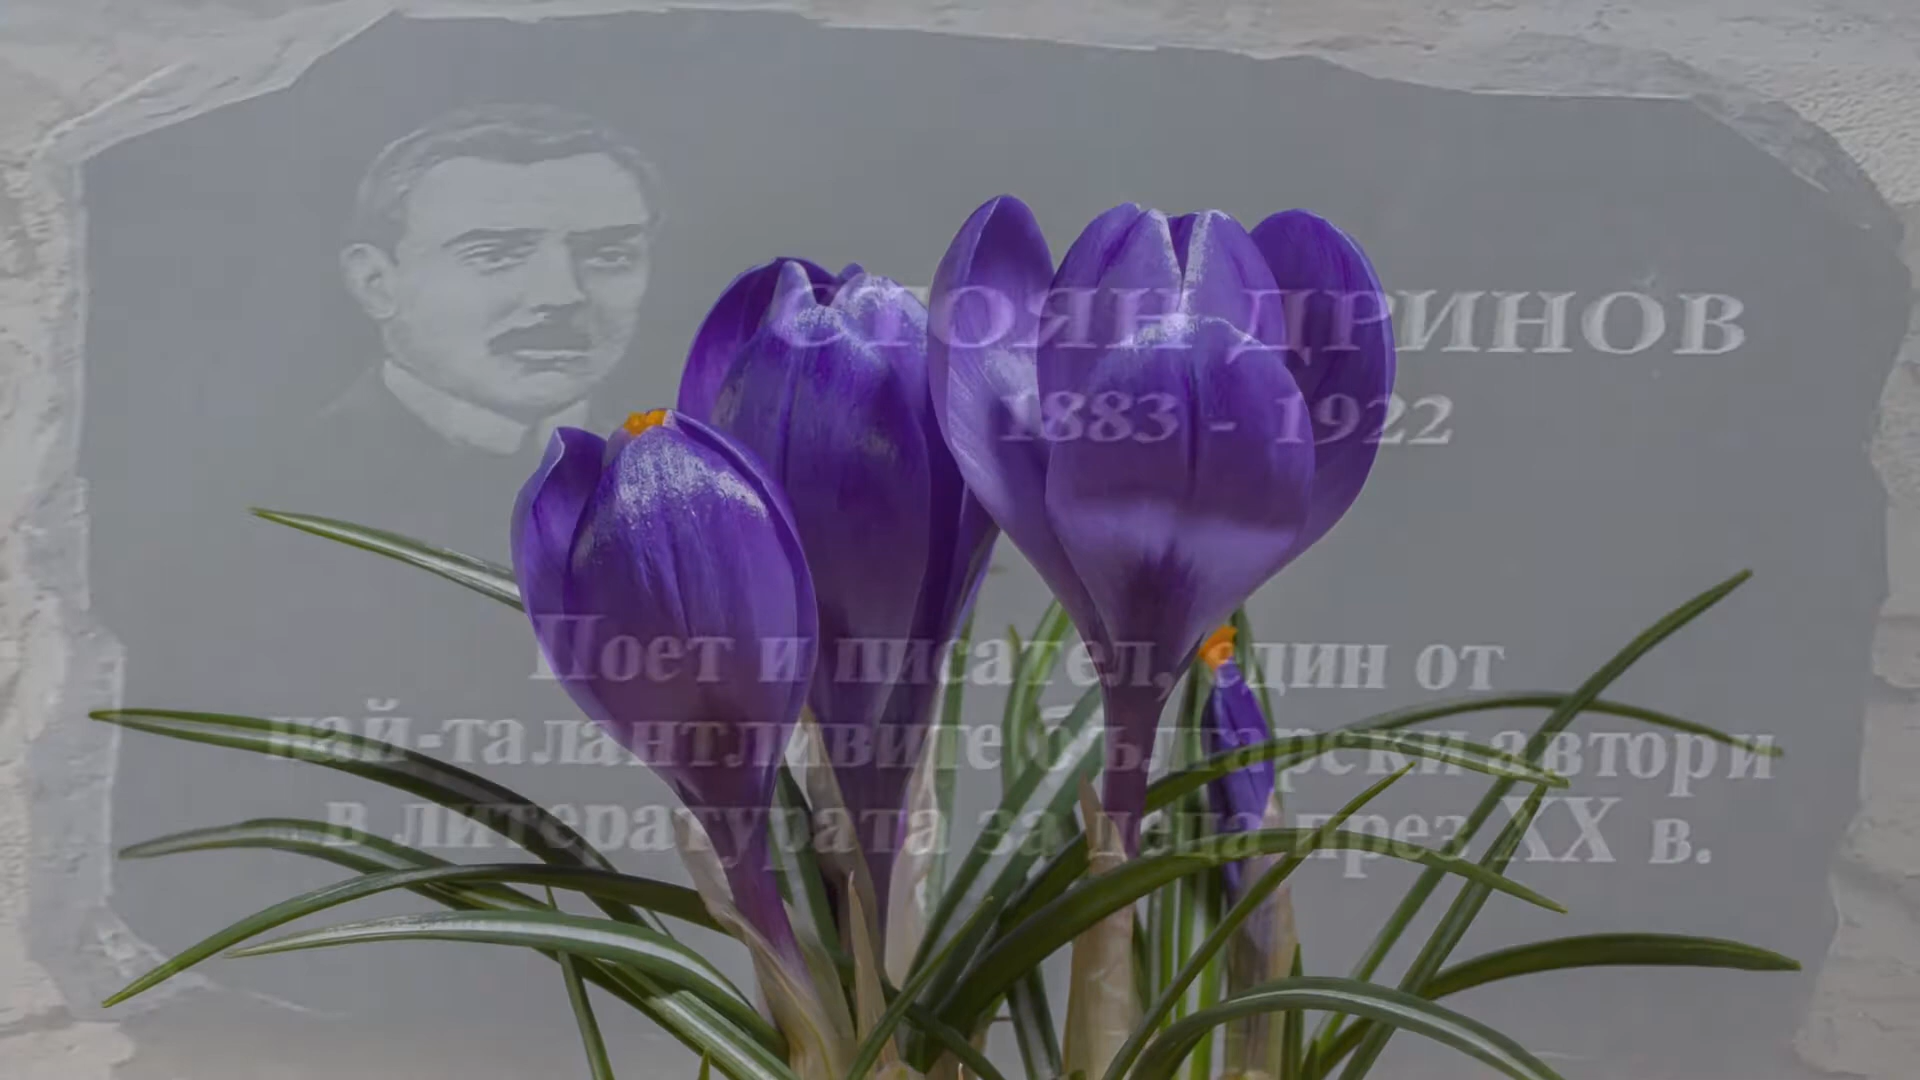 СТОЯН ДРИНОВ
1883 - 1922
Поет и писател, един от
най-талантливите български автори
в литературата за деца през XX в.